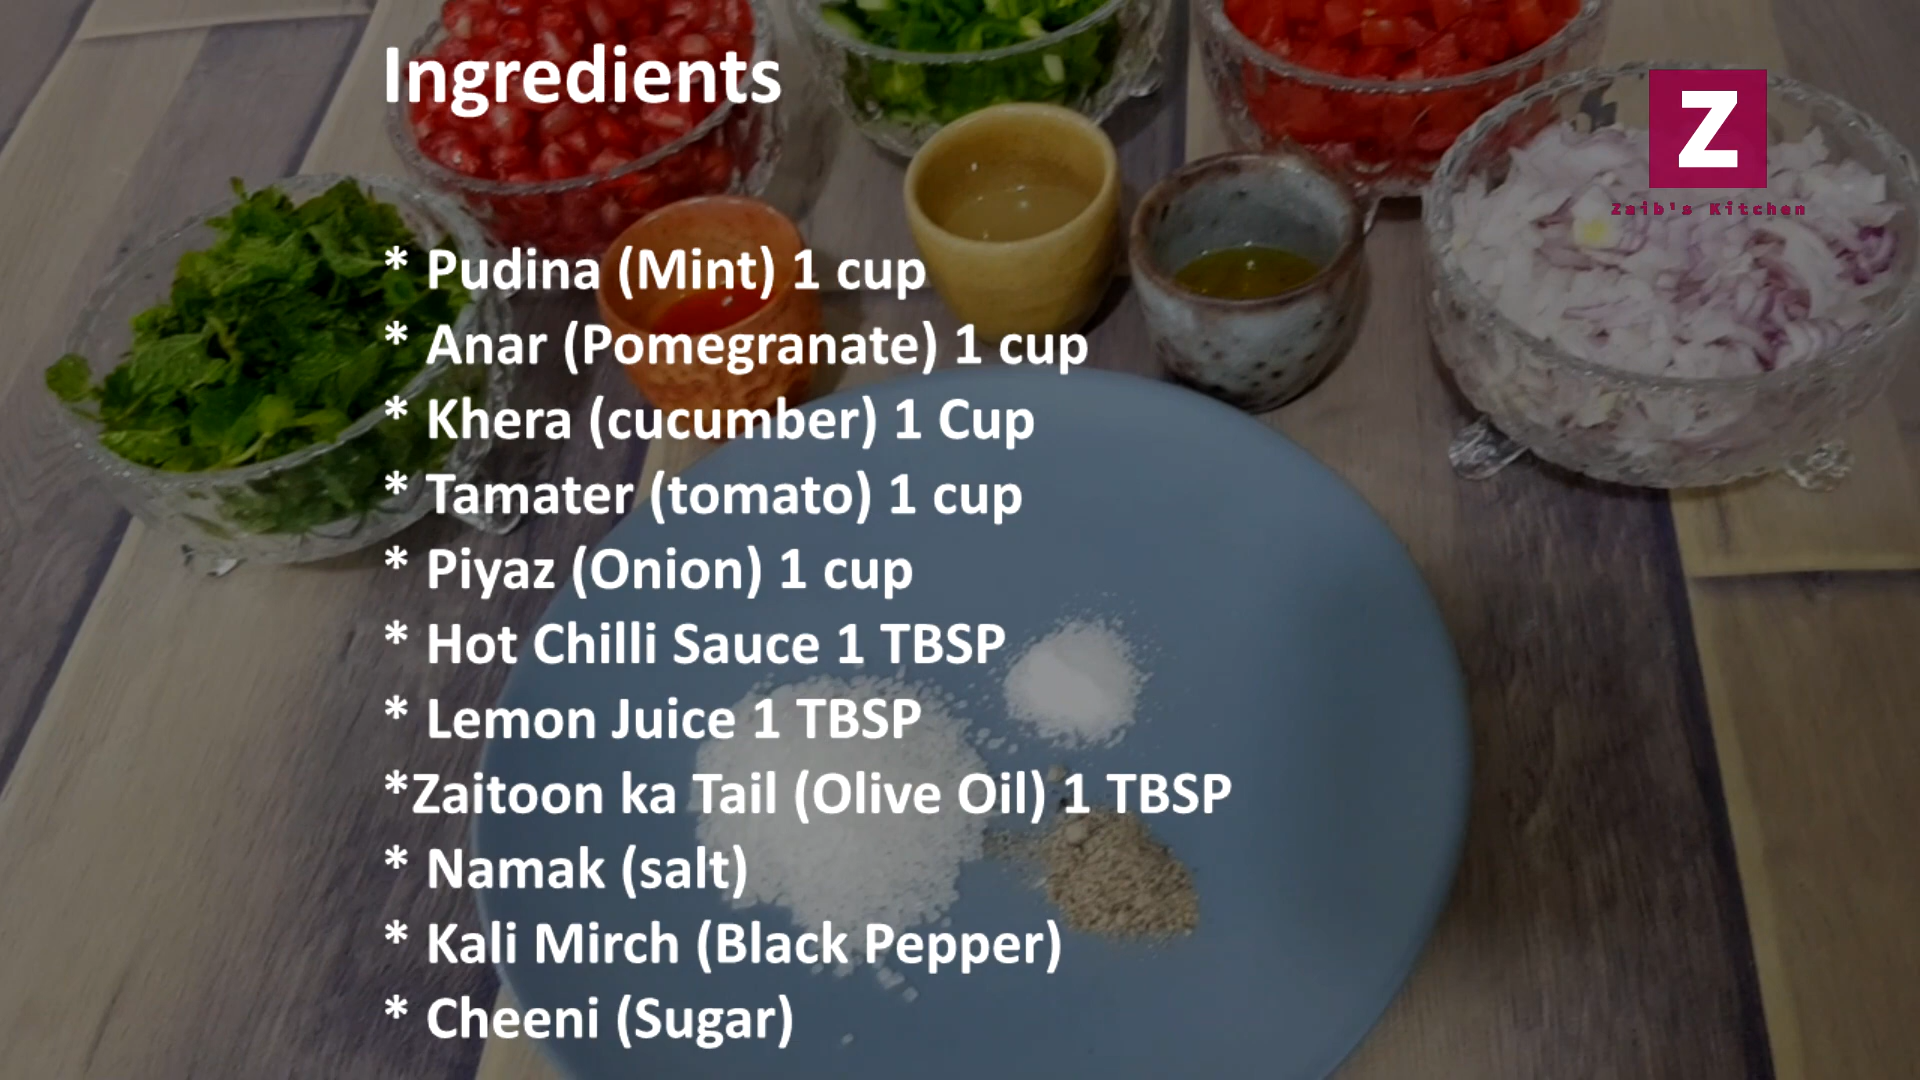 Ingredients
Z
Zaib's Kitchen
* Pudina (Mint) 1 cup
* Anar (Pomegranate) 1 cup
* Khera (cucumber) 1 Cup
* Tamater (tomato) 1 cup
* Piyaz (Onion) 1 cup
* Hot Chilli Sauce 1 TBSP
* Lemon Juice 1 TBSP
*Zaitoon ka Tail (Olive Oil) 1 TBSP
* Namak (salt)
* Kali Mirch (Black Pepper)
* Cheeni (Sugar)